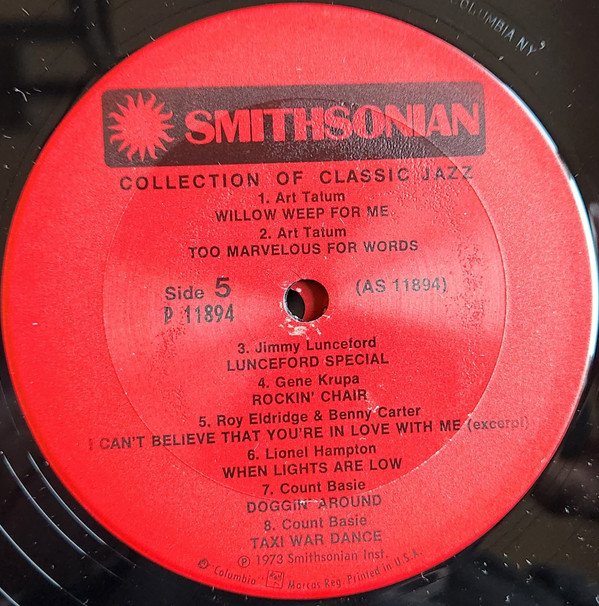 COLUMBIA NY
SMITHSONIAN
COLLECTION OF CLASSIC JAZZ
1. Art Tatum
WILLOW WEEP FOR ME
2. Art Tatum
TOO MARVELOUS FOR WORDS
Side 5 (AS 11894)
P 11894
3. Jimmy Lunceford
LUNCEFORD SPECIAL
4. Gene Krupa
ROCKIN' CHAIR
5. Roy Eldridge & Benny Carter
I CAN'T BELIEVE THAT YOU'RE IN LOVE WITH ME (excerpt)
6. Lionel Hampton
WHEN LIGHTS ARE LOW
7. Count Basie
DOGGIN' AROUND
8. Count Basie
TAXI WAR DANCE
℗ 1973 Smithsonian Inst.
Columbia Marcas Reg. Printed in U.S.A.